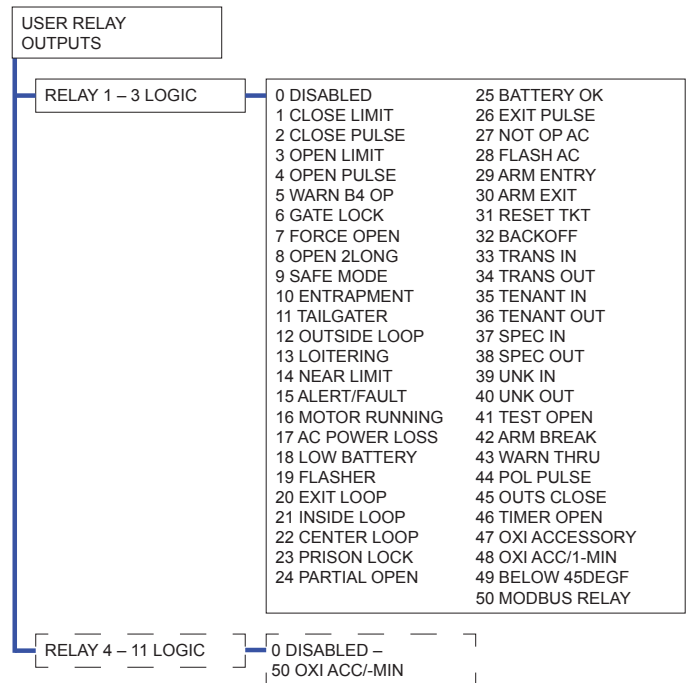 USER RELAY
OUTPUTS
RELAY 1 – 3 LOGIC
0 DISABLED
1 CLOSE LIMIT
2 CLOSE PULSE
3 OPEN LIMIT
4 OPEN PULSE
5 WARN B4 OP
6 GATE LOCK
7 FORCE OPEN
8 OPEN 2LONG
9 SAFE MODE
10 ENTRAPMENT
11 TAILGATER
12 OUTSIDE LOOP
13 LOITERING
14 NEAR LIMIT
15 ALERT/FAULT
16 MOTOR RUNNING
17 AC POWER LOSS
18 LOW BATTERY
19 FLASHER
20 EXIT LOOP
21 INSIDE LOOP
22 CENTER LOOP
23 PRISON LOCK
24 PARTIAL OPEN
25 BATTERY OK
26 EXIT PULSE
27 NOT OP AC
28 FLASH AC
29 ARM ENTRY
30 ARM EXIT
31 RESET TKT
32 BACKOFF
33 TRANS IN
34 TRANS OUT
35 TENANT IN
36 TENANT OUT
37 SPEC IN
38 SPEC OUT
39 UNK IN
40 UNK OUT
41 TEST OPEN
42 ARM BREAK
43 WARN THRU
44 POL PULSE
45 OUTS CLOSE
46 TIMER OPEN
47 OXI ACCESSORY
48 OXI ACC/1-MIN
49 BELOW 45DEGF
50 MODBUS RELAY
RELAY 4 – 11 LOGIC
0 DISABLED –
50 OXI ACC/-MIN